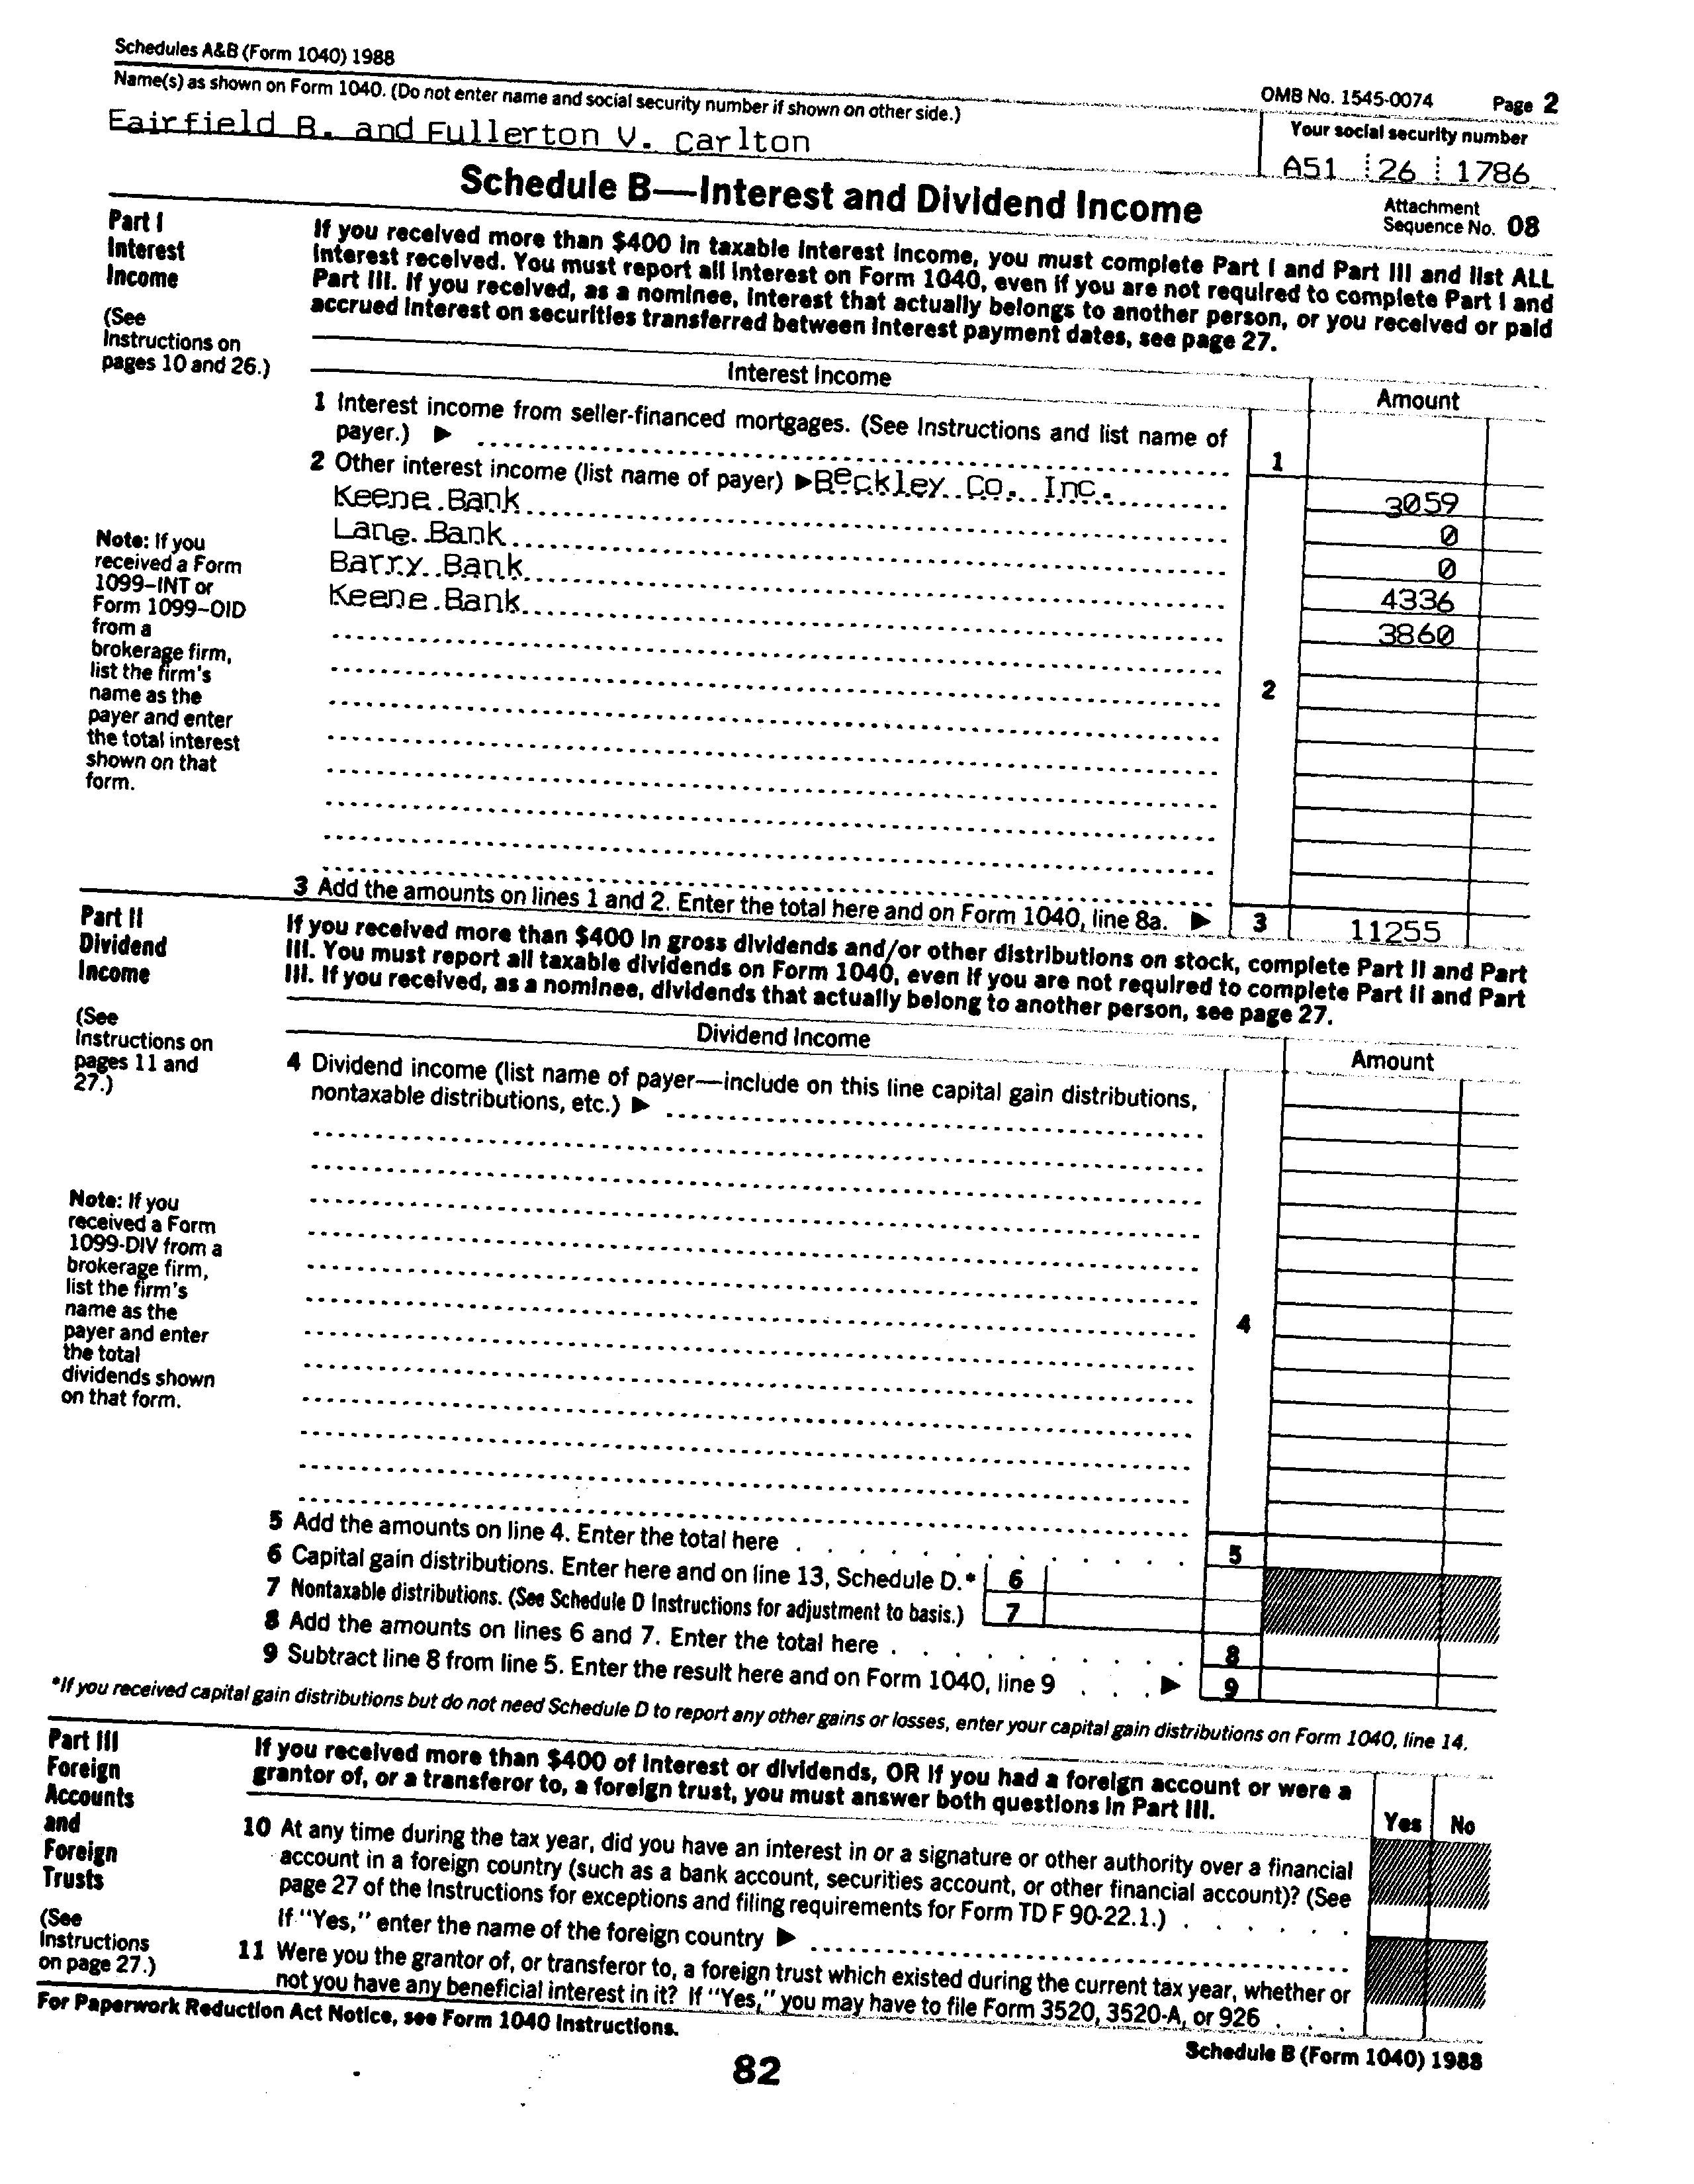 Schedules A&B (Form 1040) 1988
OMB No. 1545-0074 Page 2
Name(s) as shown on Form 1040. (Do not enter name and social security number if shown on other side.)
Your social security number
Fairfield R. and Fullerton V. Carlton
A51 26 1786
Schedule B—Interest and Dividend Income
Attachment
Sequence No. 08
Part I
Interest
Income
(See
Instructions on
pages 10 and 26.)
If you received more than $400 in taxable interest income, you must complete Part I and Part III and list ALL
interest received. You must report all interest on Form 1040, even if you are not required to complete Part I and
Part III. If you received, as a nominee, interest that actually belongs to another person, or you received or paid
accrued interest on securities transferred between interest payment dates, see page 27.
Interest Income
Amount
1 Interest income from seller-financed mortgages. (See Instructions and list name of
payer.) ▶
1
2 Other interest income (list name of payer) ▶ Beckley Co. Inc.
3059
Keene Bank
0
Lane Bank
0
Barry Bank
4336
Keene Bank
3860
2
Note: If you
received a Form
1099–INT or
Form 1099–OID
from a
brokerage firm,
list the firm's
name as the
payer and enter
the total interest
shown on that
form.
3 Add the amounts on lines 1 and 2. Enter the total here and on Form 1040, line 8a. ▶ 3 11255
Part II
Dividend
Income
(See
Instructions on
pages 11 and
27.)
If you received more than $400 in gross dividends and/or other distributions on stock, complete Part II and Part
III. You must report all taxable dividends on Form 1040, even if you are not required to complete Part II and Part
III. If you received, as a nominee, dividends that actually belong to another person, see page 27.
Dividend Income
Amount
4 Dividend income (list name of payer—include on this line capital gain distributions,
nontaxable distributions, etc.) ▶
4
Note: If you
received a Form
1099-DIV from a
brokerage firm,
list the firm's
name as the
payer and enter
the total
dividends shown
on that form.
5 Add the amounts on line 4. Enter the total here . . . . . . . . . . . . 5
6 Capital gain distributions. Enter here and on line 13, Schedule D.* 6
7 Nontaxable distributions. (See Schedule D Instructions for adjustment to basis.) 7
8 Add the amounts on lines 6 and 7. Enter the total here . . . . . . . . . 8
9 Subtract line 8 from line 5. Enter the result here and on Form 1040, line 9 . . . ▶ 9
*If you received capital gain distributions but do not need Schedule D to report any other gains or losses, enter your capital gain distributions on Form 1040, line 14.
Part III
Foreign
Accounts
and
Foreign
Trusts
(See
Instructions
on page 27.)
If you received more than $400 of interest or dividends, OR if you had a foreign account or were a
grantor of, or a transferor to, a foreign trust, you must answer both questions in Part III.
Yes No
10 At any time during the tax year, did you have an interest in or a signature or other authority over a financial
account in a foreign country (such as a bank account, securities account, or other financial account)? (See
page 27 of the Instructions for exceptions and filing requirements for Form TD F 90-22.1.) . . . . . .
If "Yes," enter the name of the foreign country ▶
11 Were you the grantor of, or transferor to, a foreign trust which existed during the current tax year, whether or
not you have any beneficial interest in it? If "Yes," you may have to file Form 3520, 3520-A, or 926 . . .
For Paperwork Reduction Act Notice, see Form 1040 Instructions.
Schedule B (Form 1040) 1988
82